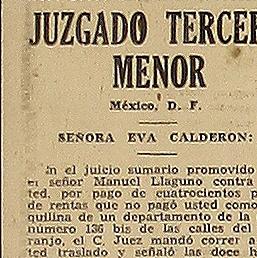 JUZGADO TERCER
MENOR
México, D. F.
SEÑORA EVA CALDERON:
En el juicio sumario promovido
el señor Manuel Llaguno contra
ted, por pago de cuatrocientos p
de rentas que no pagó usted como
quilina de un departamento de la
número 136 bis de las calles del
ranjo, el C. Juez mandó correr a
ted traslado y señaló las doce h